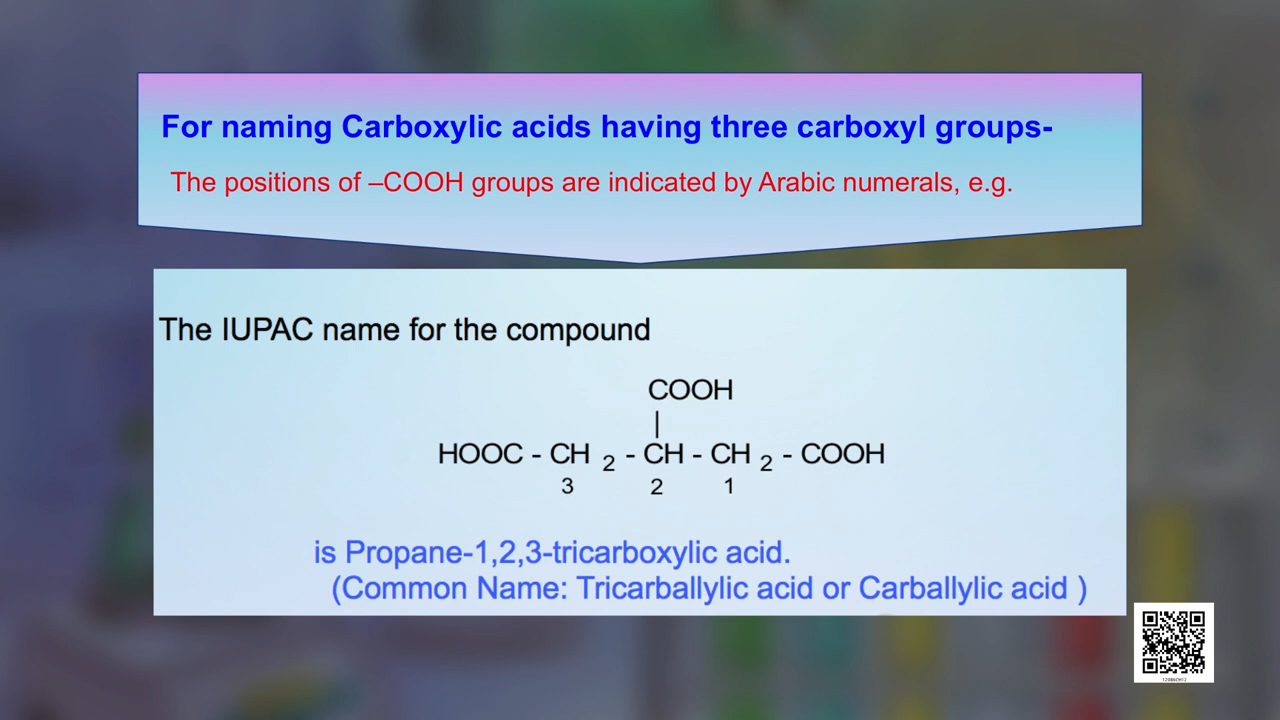 For naming Carboxylic acids having three carboxyl groups-
The positions of –COOH groups are indicated by Arabic numerals, e.g.
The IUPAC name for the compound
COOH
|
HOOC - CH 2 - CH - CH 2 - COOH
3 2 1
is Propane-1,2,3-tricarboxylic acid.
(Common Name: Tricarballylic acid or Carballylic acid )